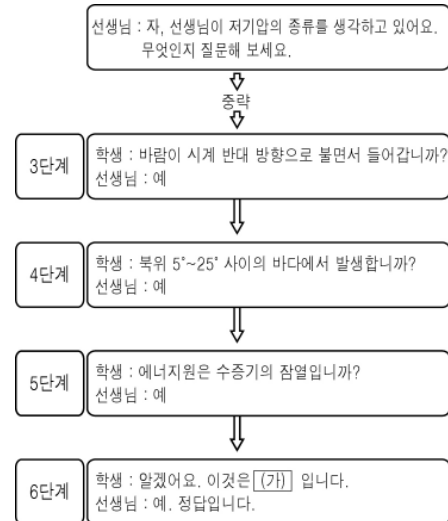 선생님 : 자, 선생님이 저기압의 종류를 생각하고 있어요.
무엇인지 질문해 보세요.
중략
3단계
학생 : 바람이 시계 반대 방향으로 불면서 들어갑니까?
선생님 : 예
4단계
학생 : 북위 5°~25° 사이의 바다에서 발생합니까?
선생님 : 예
5단계
학생 : 에너지원은 수증기의 잠열입니까?
선생님 : 예
6단계
학생 : 알겠어요. 이것은 (가) 입니다.
선생님 : 예. 정답입니다.